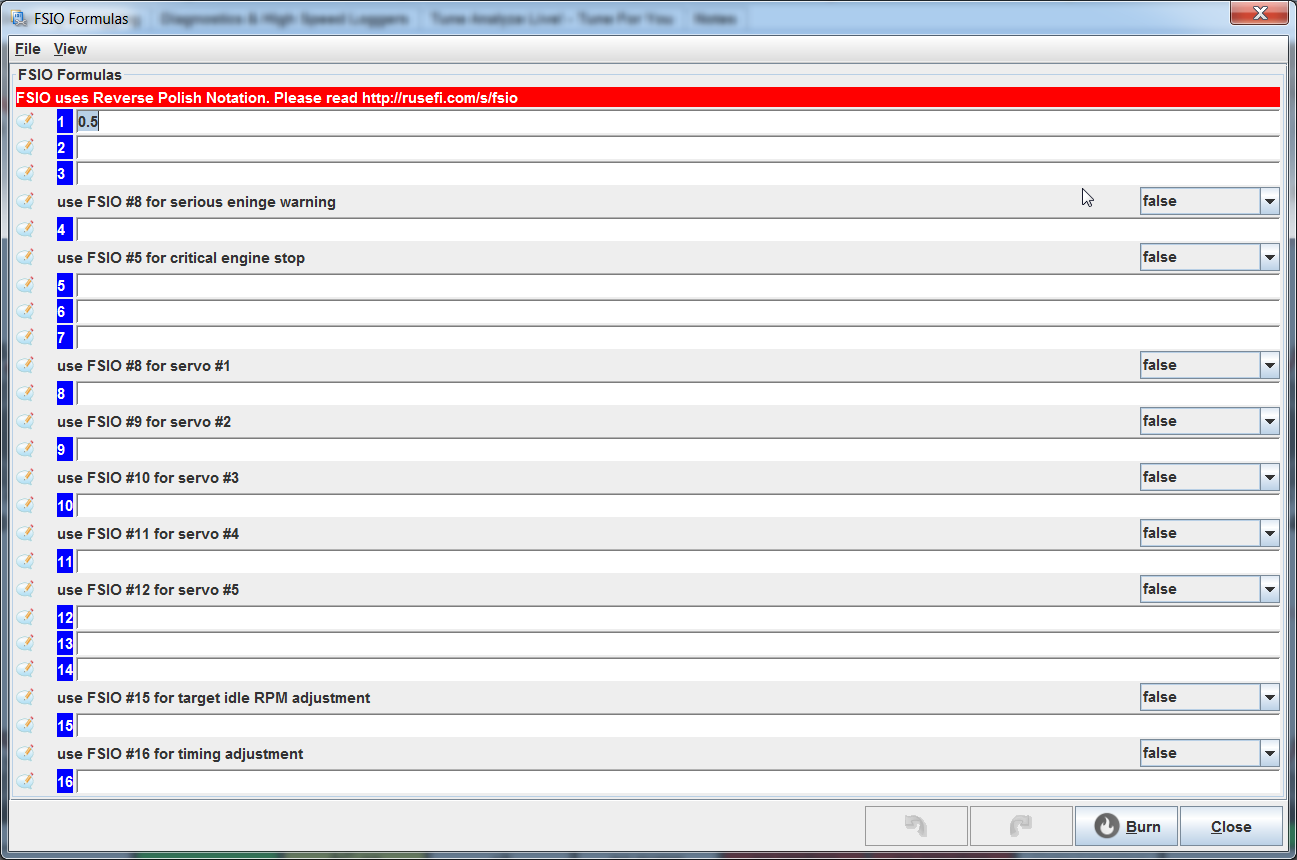 Diagnostics & High Speed Loggers Tune Analyze Live! - Tune For You Notes
FSIO Formulas
File View
FSIO Formulas
FSIO uses Reverse Polish Notation. Please read http://rusefi.com/s/fsio
1 0.5
2
3
use FSIO #8 for serious eninge warning false
4
use FSIO #5 for critical engine stop false
5
6
7
use FSIO #8 for servo #1 false
8
use FSIO #9 for servo #2 false
9
use FSIO #10 for servo #3 false
10
use FSIO #11 for servo #4 false
11
use FSIO #12 for servo #5 false
12
13
14
use FSIO #15 for target idle RPM adjustment false
15
use FSIO #16 for timing adjustment false
16
Burn Close